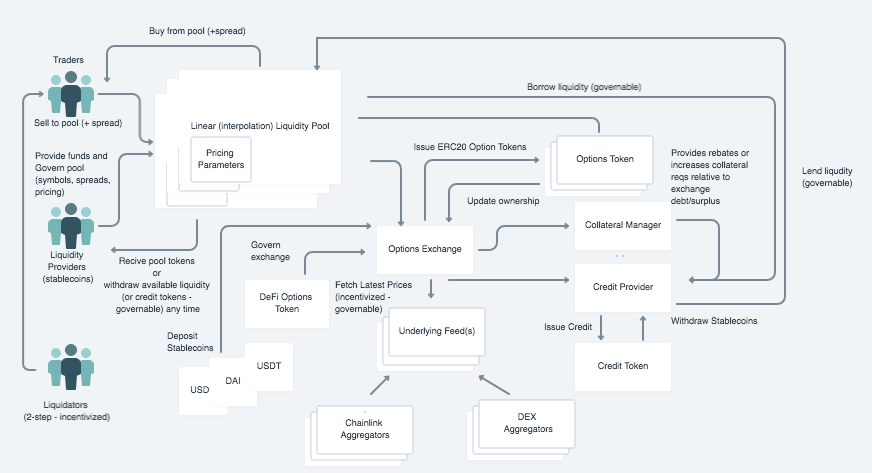 Buy from pool (+spread)
Traders
Sell to pool (+ spread)
Linear (interpolation) Liquidity Pool
Pricing
Parameters
Borrow liquidity (governable)
Issue ERC20 Option Tokens
Options Token
Update ownership
Provides rebates or
increases collateral
reqs relative to
exchange
debt/surplus
Lend liqudity
(governable)
Provide funds and
Govern pool
(symbols, spreads,
pricing)
Liquidity
Providers
(stablecoins)
Recive pool tokens
or
withdraw available liquidity
(or credit tokens -
governable) any time
Govern
exchange
Options Exchange
Collateral Manager
Credit Provider
DeFi Options
Token
Fetch Latest Prices
(incentivized -
governable)
Underlying Feed(s)
Issue Credit
Withdraw Stablecoins
Credit Token
Deposit
Stablecoins
USDT
DAI
USD
Liquidators
(2-step - incentivized)
Chainlink
Aggregators
DEX
Aggregators